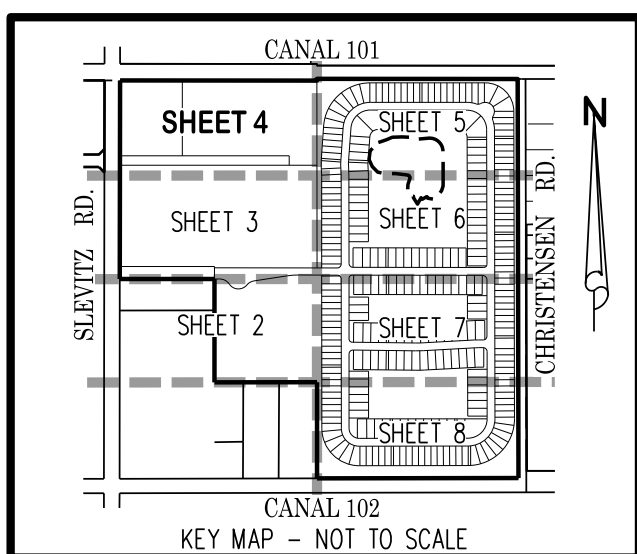 CANAL 101
SHEET 4
SHEET 5
N
SLEVITZ RD.
SHEET 3
SHEET 6
CHRISTENSEN RD.
SHEET 2
SHEET 7
SHEET 8
CANAL 102
KEY MAP - NOT TO SCALE